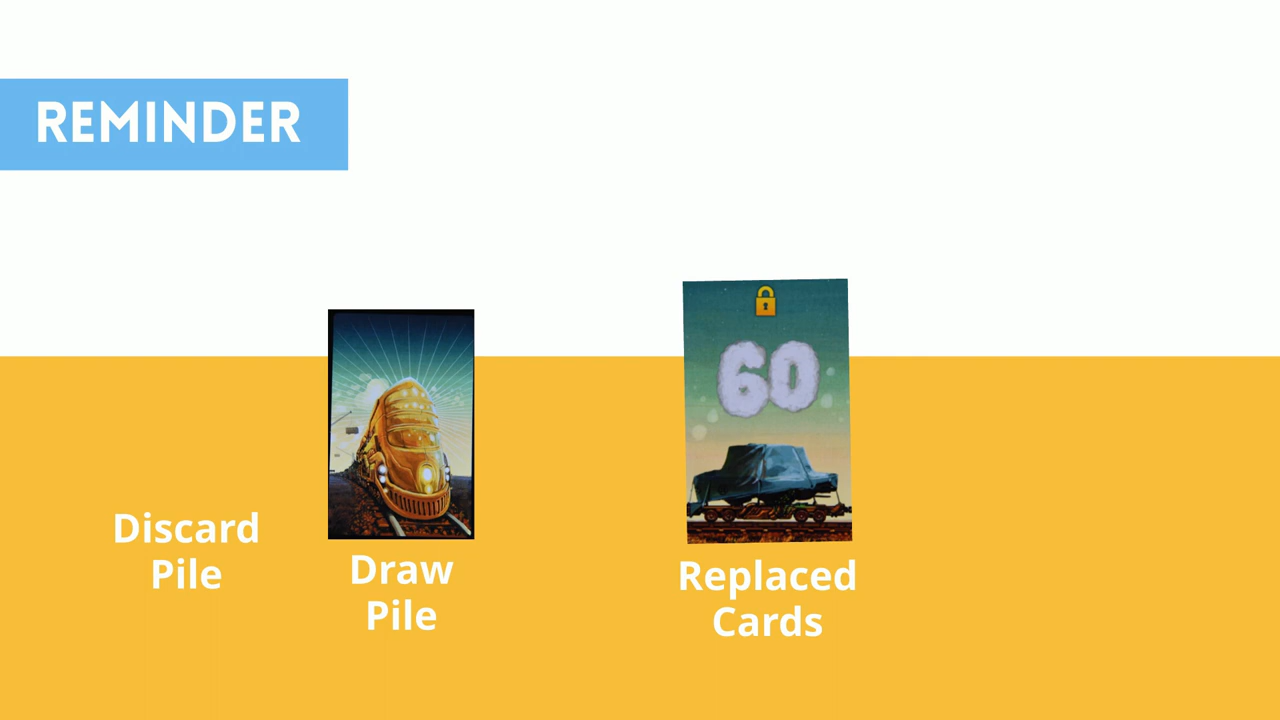 REMINDER
60
Discard
Pile
Draw
Pile
Replaced
Cards